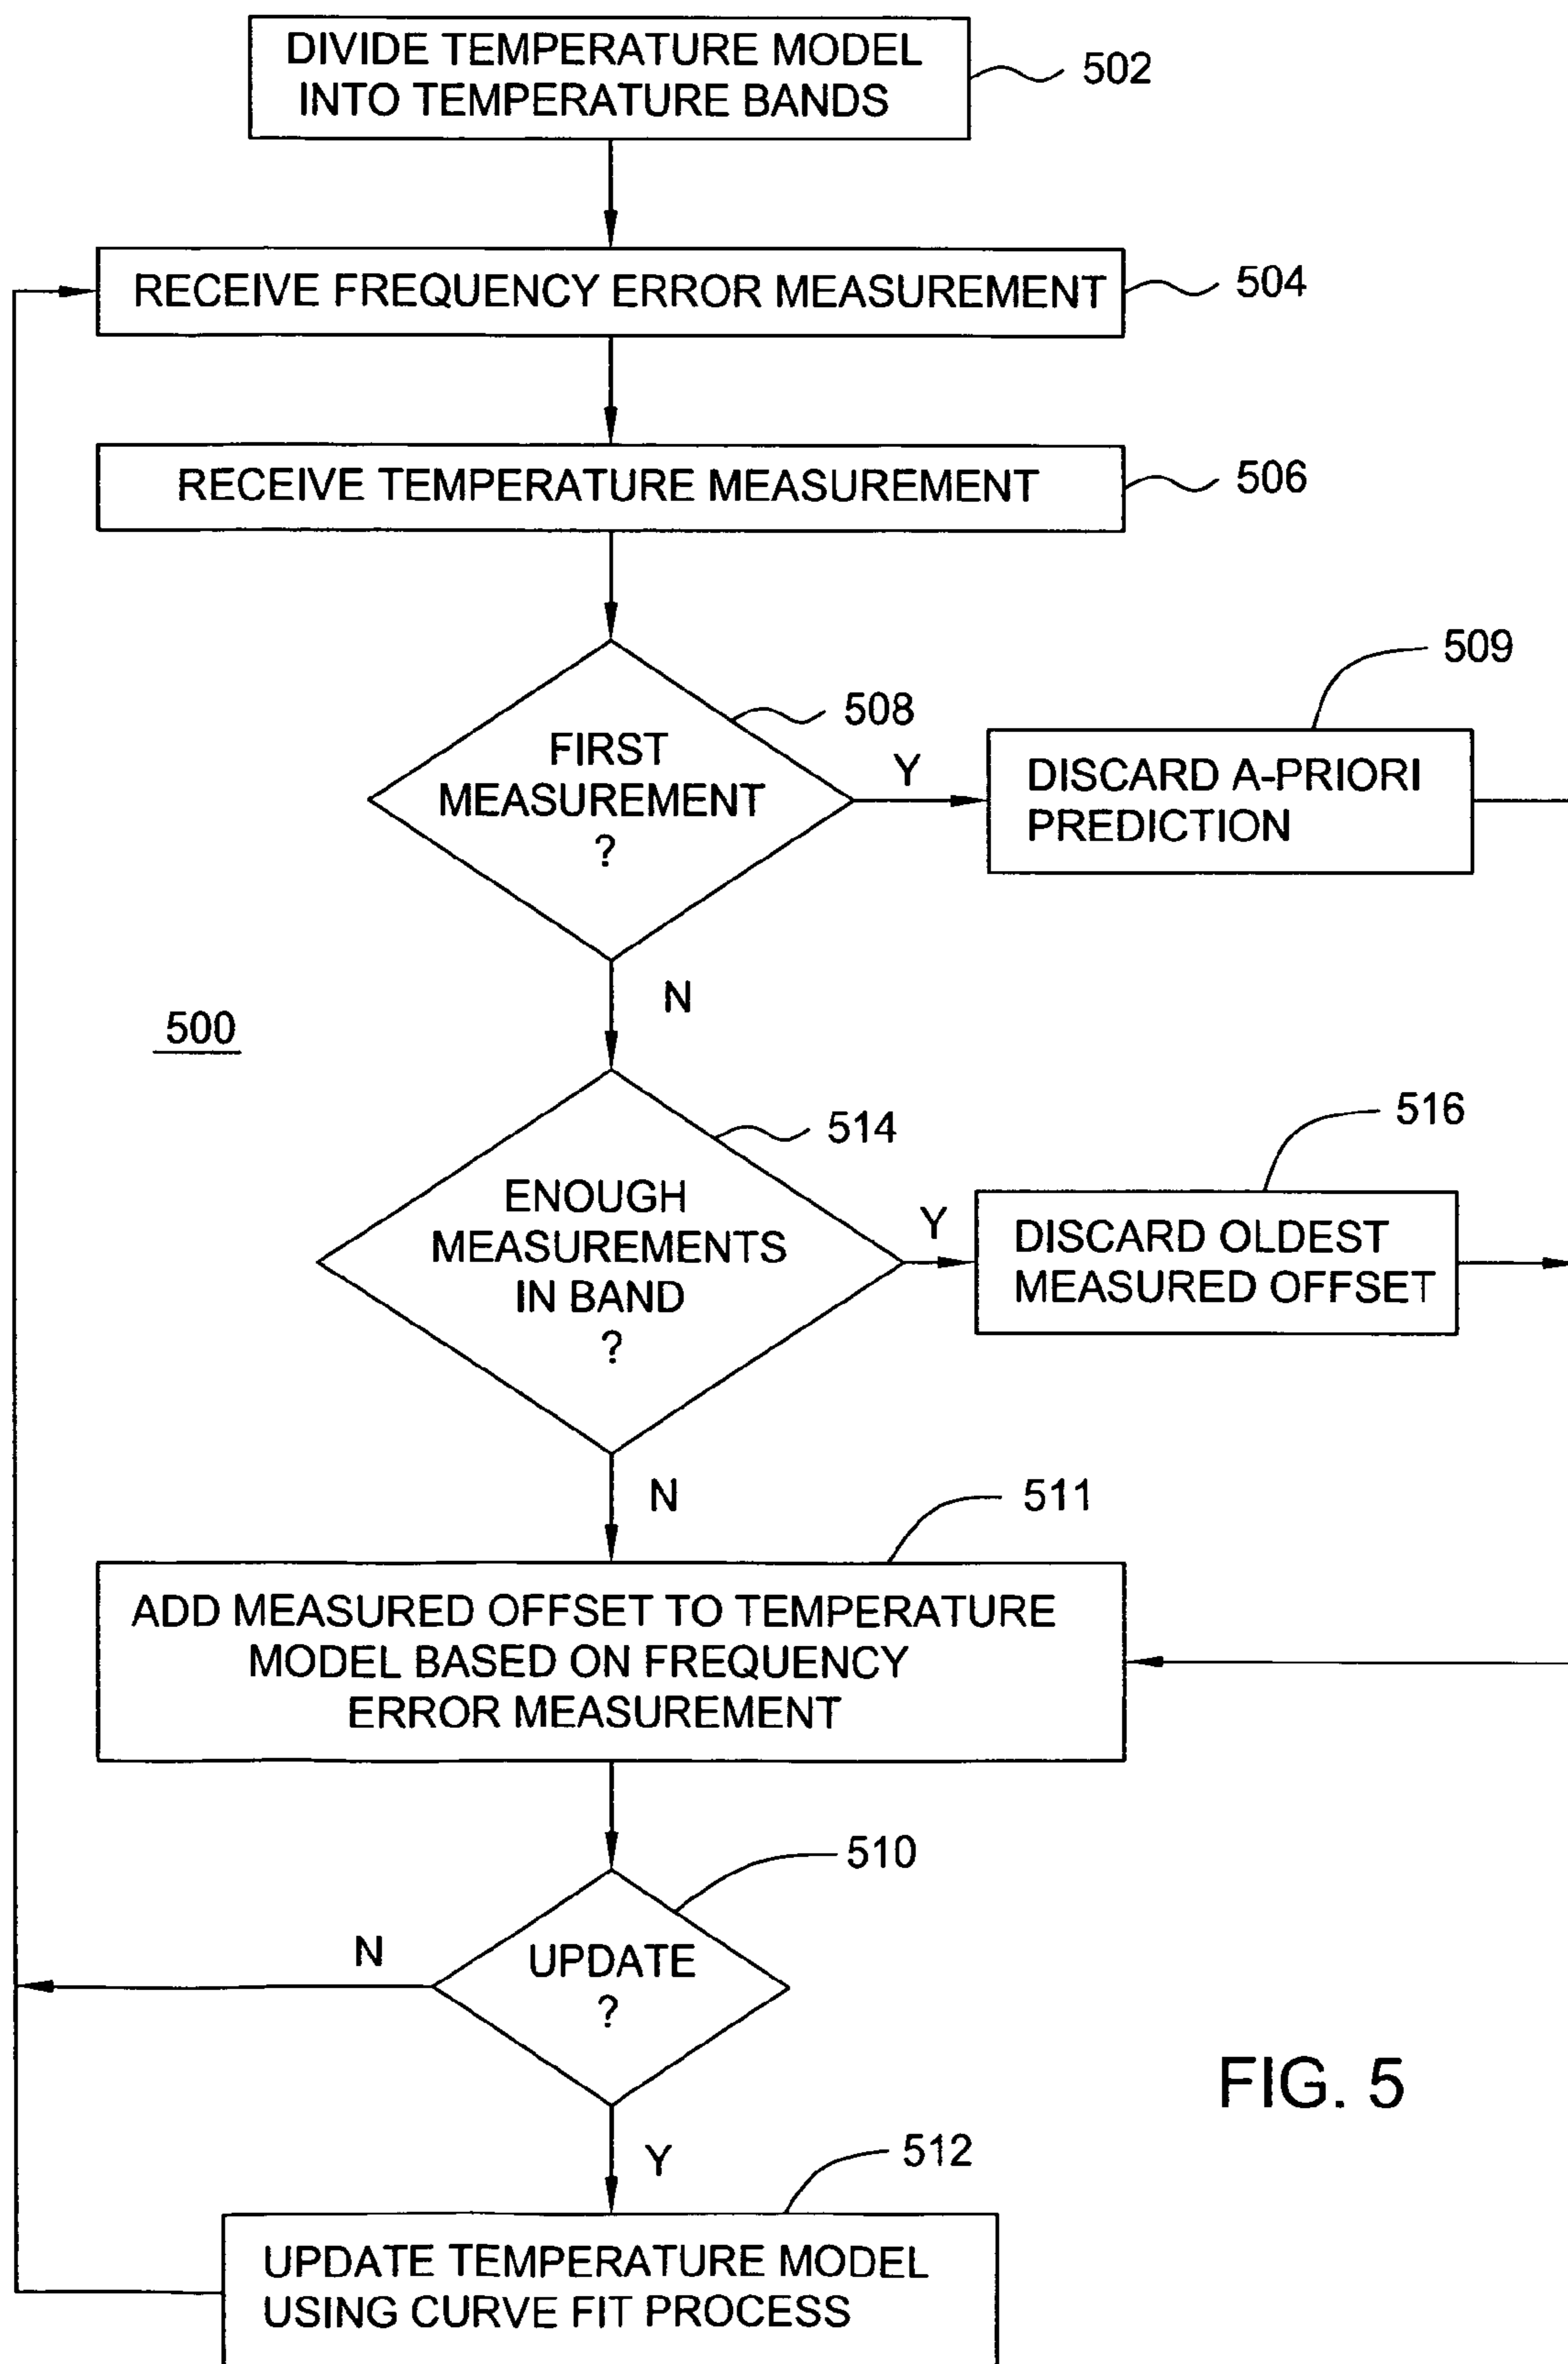 DIVIDE TEMPERATURE MODEL
INTO TEMPERATURE BANDS
502
RECEIVE FREQUENCY ERROR MEASUREMENT
504
RECEIVE TEMPERATURE MEASUREMENT
506
509
508
FIRST
MEASUREMENT
?
Y
DISCARD A-PRIORI
PREDICTION
N
500
516
514
ENOUGH
MEASUREMENTS
IN BAND
?
Y
DISCARD OLDEST
MEASURED OFFSET
N
511
ADD MEASURED OFFSET TO TEMPERATURE
MODEL BASED ON FREQUENCY
ERROR MEASUREMENT
510
N
UPDATE
?
FIG. 5
Y
512
UPDATE TEMPERATURE MODEL
USING CURVE FIT PROCESS